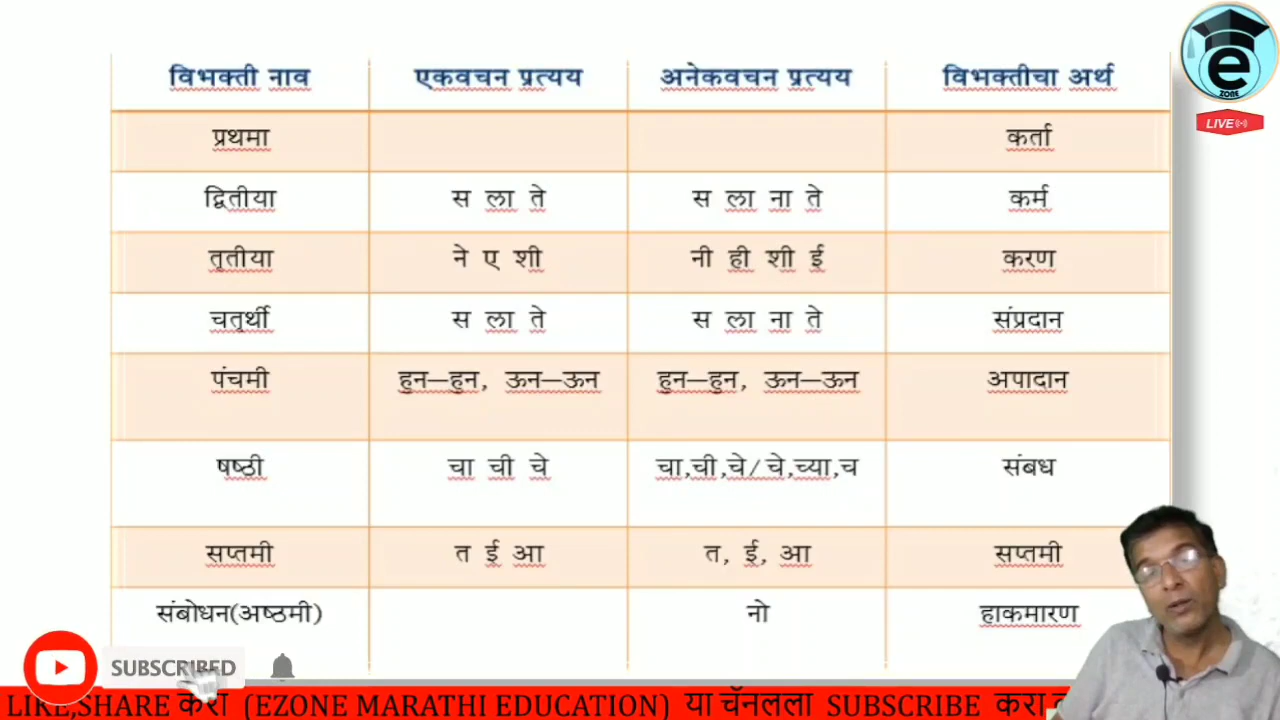 विभक्ती नाव एकवचन प्रत्यय अनेकवचन प्रत्यय विभक्तीचा अर्थ
प्रथमा कर्ता
द्वितीया स ला ते स ला ना ते कर्म
तृतीया ने ए शी नी ही शी ई करण
चतुर्थी स ला ते स ला ना ते संप्रदान
पंचमी हुन–हुन, ऊन–ऊन हुन–हुन, ऊन–ऊन अपादान
षष्ठी चा ची चे चा,ची,चे/चे,च्या,च संबध
सप्तमी त ई आ त, ई, आ सप्तमी
संबोधन(अष्ठमी) नो हाकमारण
e
ZONE
LIVE
SUBSCRIBED
LIKE,SHARE करा (EZONE MARATHI EDUCATION) या चॅनलला SUBSCRIBE करा